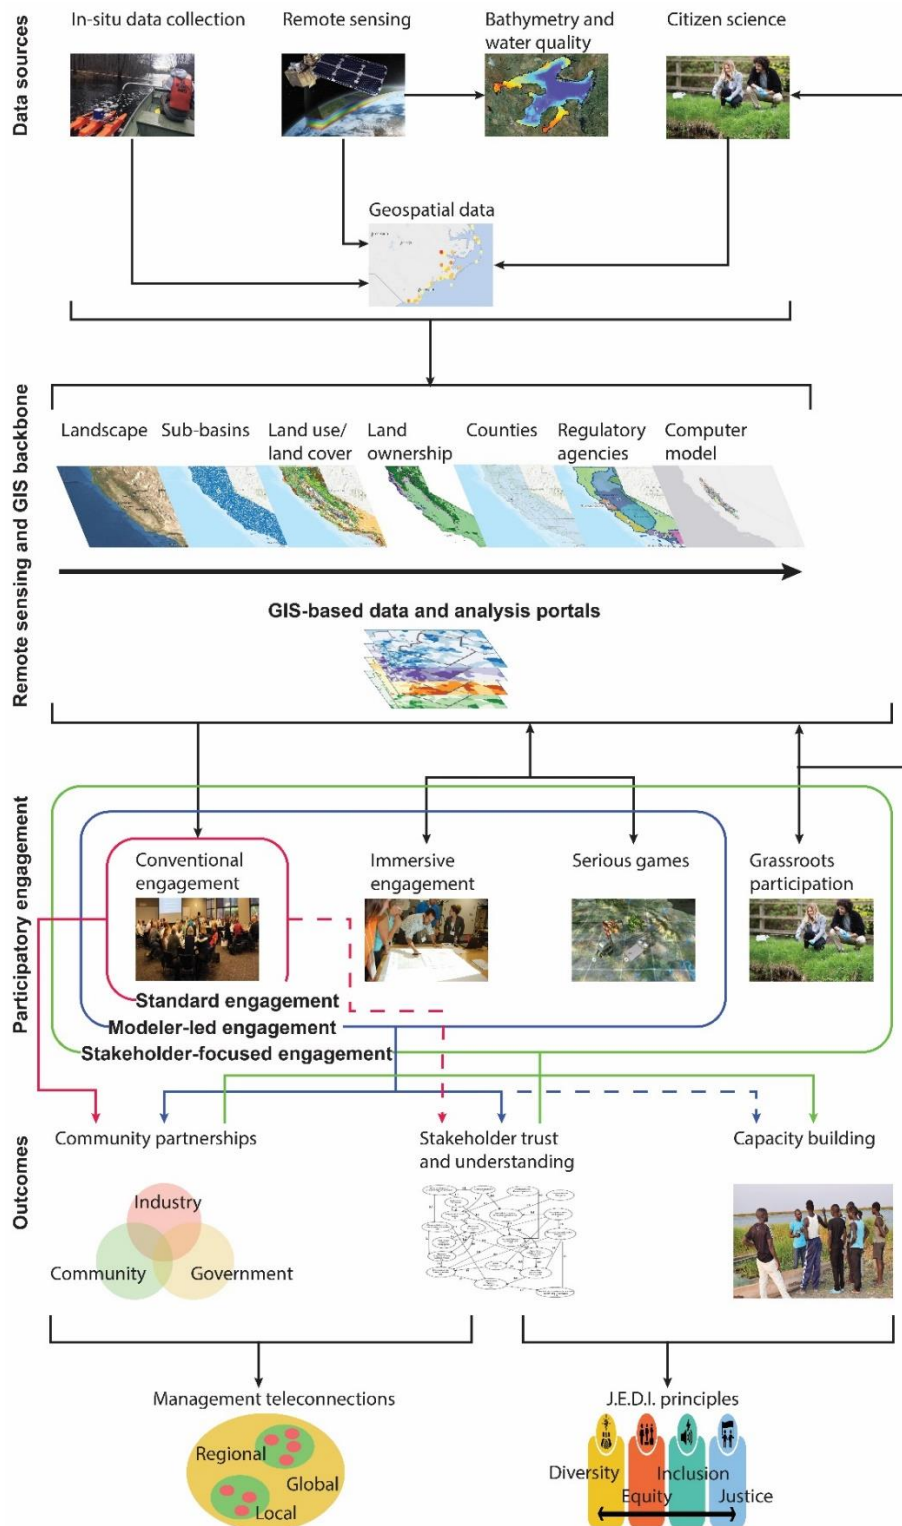 Data sources
In-situ data collection
Remote sensing
Bathymetry and
water quality
Citizen science
Geospatial data
Remote sensing and GIS backbone
Landscape
Sub-basins
Land use/
land cover
Land
ownership
Counties
Regulatory
agencies
Computer
model
GIS-based data and analysis portals
Participatory engagement
Conventional
engagement
Immersive
engagement
Serious games
Grassroots
participation
Standard engagement
Modeler-led engagement
Stakeholder-focused engagement
Outcomes
Community partnerships
Stakeholder trust
and understanding
Capacity building
Industry
Community
Government
Management teleconnections
Regional
Global
Local
J.E.D.I. principles
Diversity
Inclusion
Equity
Justice